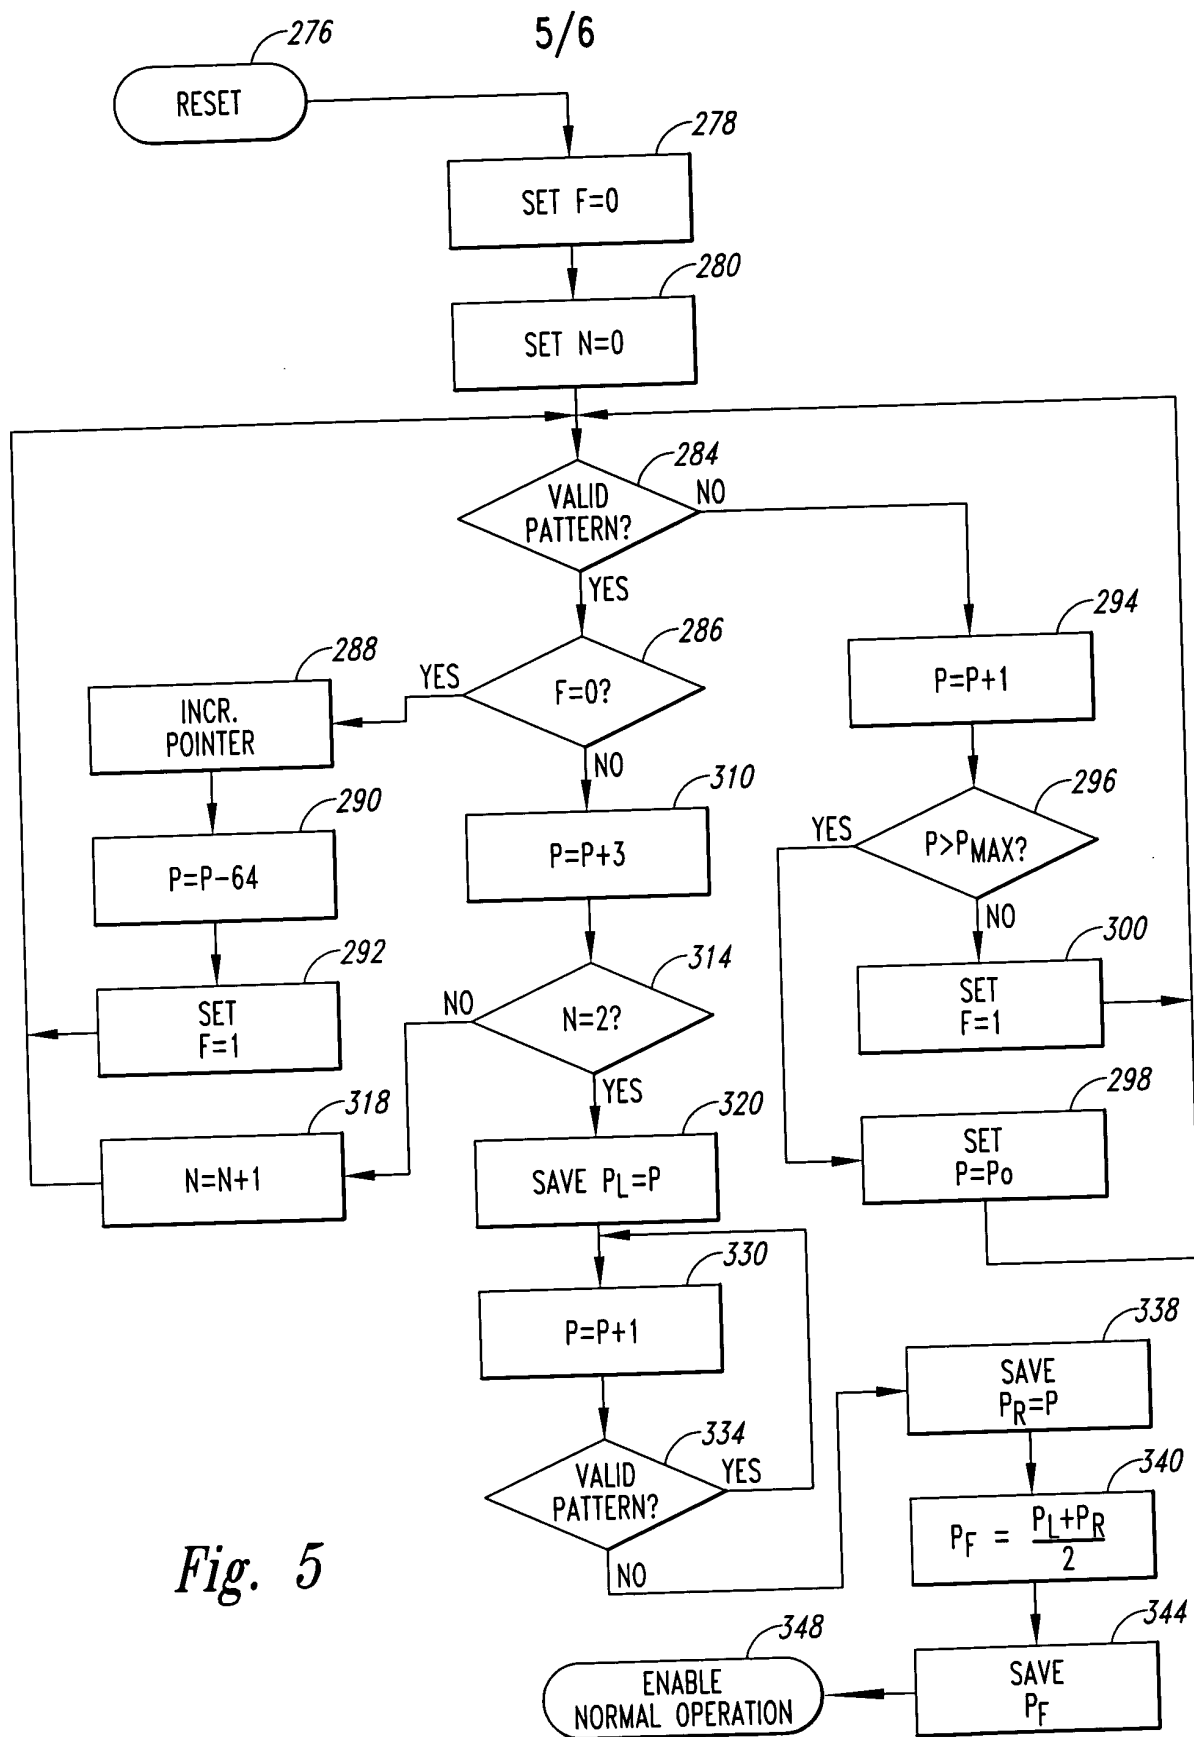 5/6
276
RESET
278
SET F=0
280
SET N=0
284
VALID
PATTERN?
NO
YES
286
F=0?
YES
NO
288
INCR.
POINTER
290
P=P-64
292
SET
F=1
294
P=P+1
296
P>PMAX?
YES
NO
300
SET
F=1
298
SET
P=Po
310
P=P+3
314
N=2?
NO
YES
318
N=N+1
320
SAVE PL=P
330
P=P+1
334
VALID
PATTERN?
YES
NO
338
SAVE
PR=P
340
PF = PL+PR
2
344
SAVE
PF
348
ENABLE
NORMAL OPERATION
Fig. 5